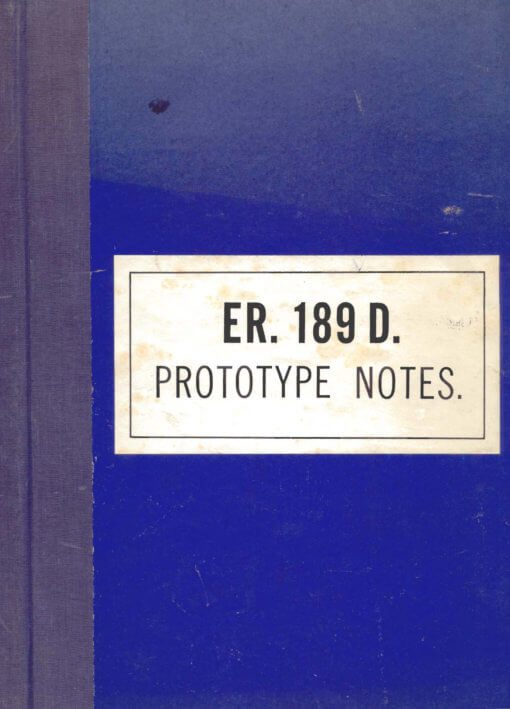 ER. 189 D.
PROTOTYPE NOTES.